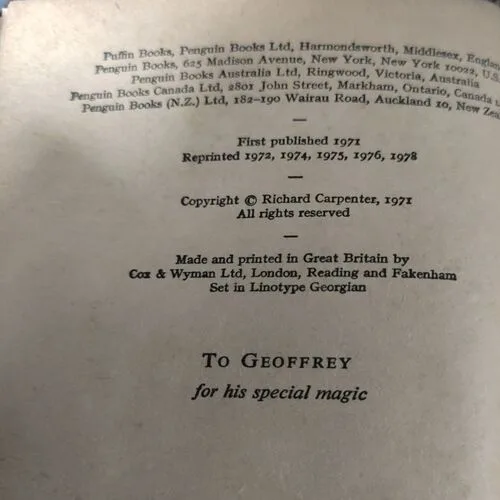 Puffin Books, Penguin Books Ltd, Harmondsworth, Middlesex, Englan
Penguin Books, 625 Madison Avenue, New York, New York 10022, U.S.
Penguin Books Australia Ltd, Ringwood, Victoria, Australia
Penguin Books Canada Ltd, 2801 John Street, Markham, Ontario, Canada
Penguin Books (N.Z.) Ltd, 182–190 Wairau Road, Auckland 10, New Zea
—
First published 1971
Reprinted 1972, 1974, 1975, 1976, 1978
—
Copyright © Richard Carpenter, 1971
All rights reserved
—
Made and printed in Great Britain by
Cox & Wyman Ltd, London, Reading and Fakenham
Set in Linotype Georgian
To Geoffrey
for his special magic